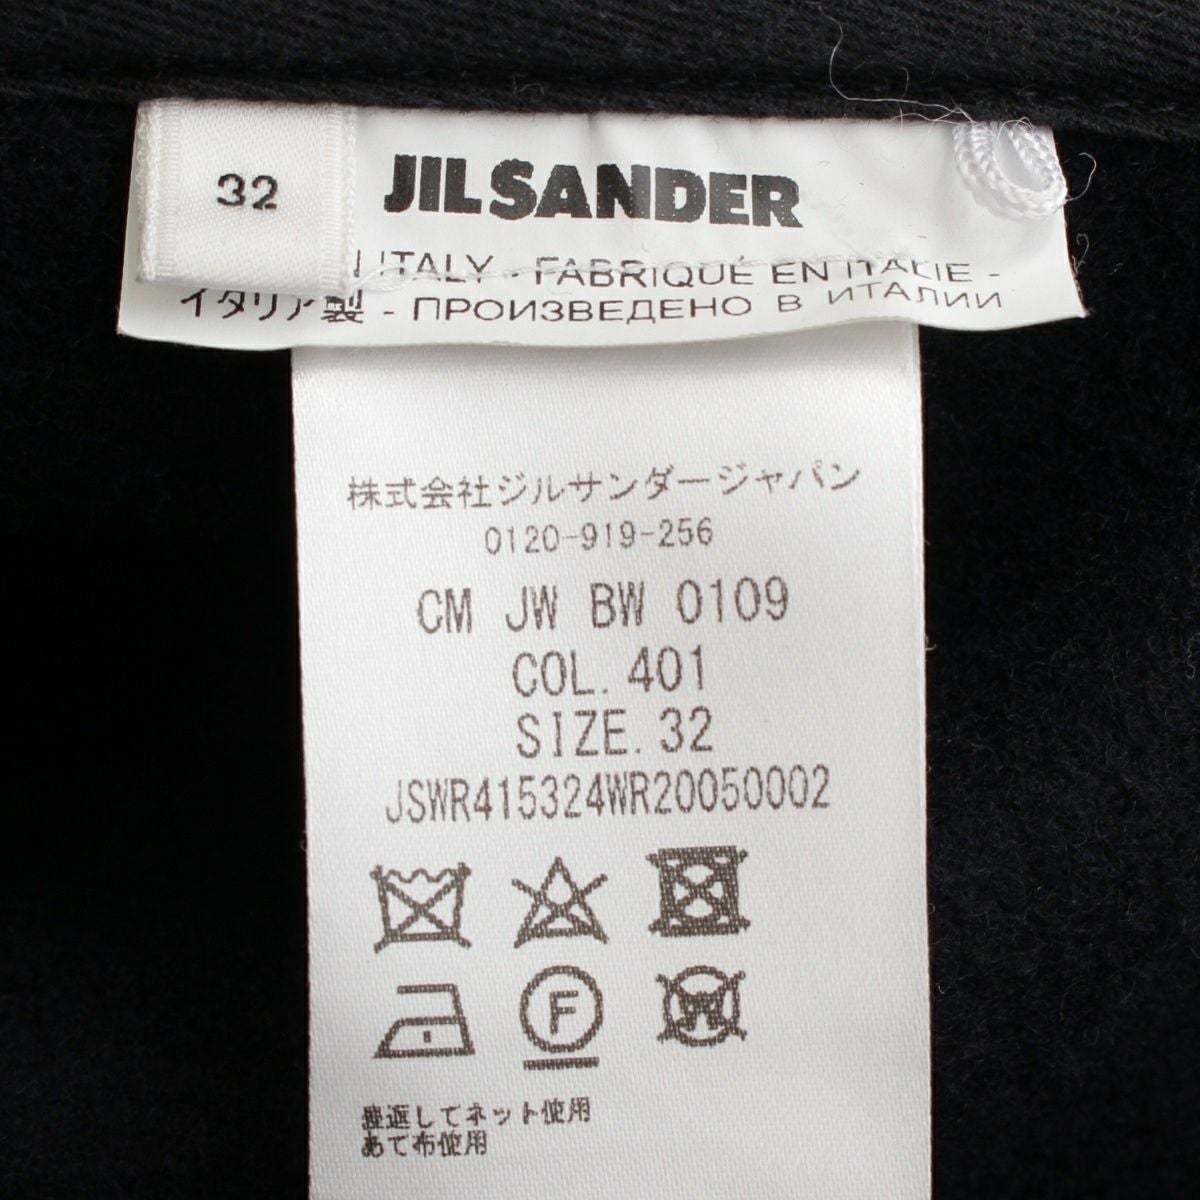 32
JIL SANDER
N ITALY - FABRIQUÉ EN ITALIE -
イタリア製 - ПРОИЗВЕДЕНО В ИТАЛИИ
株式会社ジルサンダージャパン
0120-919-256
CM JW BW 0109
COL. 401
SIZE. 32
JSWR415324WR20050002
F
W
裏返してネット使用
あて布使用